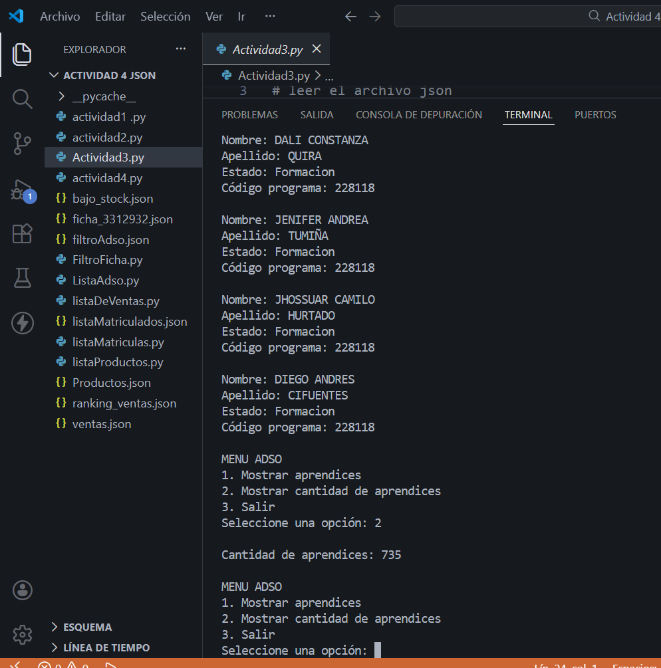 Archivo Editar Selección Ver Ir ··· Actividad 4
EXPLORADOR ···
ACTIVIDAD 4 JSON
__pycache__
actividad1 .py
actividad2.py
Actividad3.py
actividad4.py
bajo_stock.json
ficha_3312932.json
filtroAdso.json
FiltroFicha.py
ListaAdso.py
listaDeVentas.py
listaMatriculados.json
listaMatriculas.py
listaProductos.py
Productos.json
ranking_ventas.json
ventas.json
ESQUEMA
LÍNEA DE TIEMPO
1
Actividad3.py
Actividad3.py > ...
3 # leer el archivo json
PROBLEMAS SALIDA CONSOLA DE DEPURACIÓN TERMINAL PUERTOS
Nombre: DALI CONSTANZA
Apellido: QUIRA
Estado: Formacion
Código programa: 228118
Nombre: JENIFER ANDREA
Apellido: TUMIÑA
Estado: Formacion
Código programa: 228118
Nombre: JHOSSUAR CAMILO
Apellido: HURTADO
Estado: Formacion
Código programa: 228118
Nombre: DIEGO ANDRES
Apellido: CIFUENTES
Estado: Formacion
Código programa: 228118
MENU ADSO
1. Mostrar aprendices
2. Mostrar cantidad de aprendices
3. Salir
Seleccione una opción: 2
Cantidad de aprendices: 735
MENU ADSO
1. Mostrar aprendices
2. Mostrar cantidad de aprendices
3. Salir
Seleccione una opción: